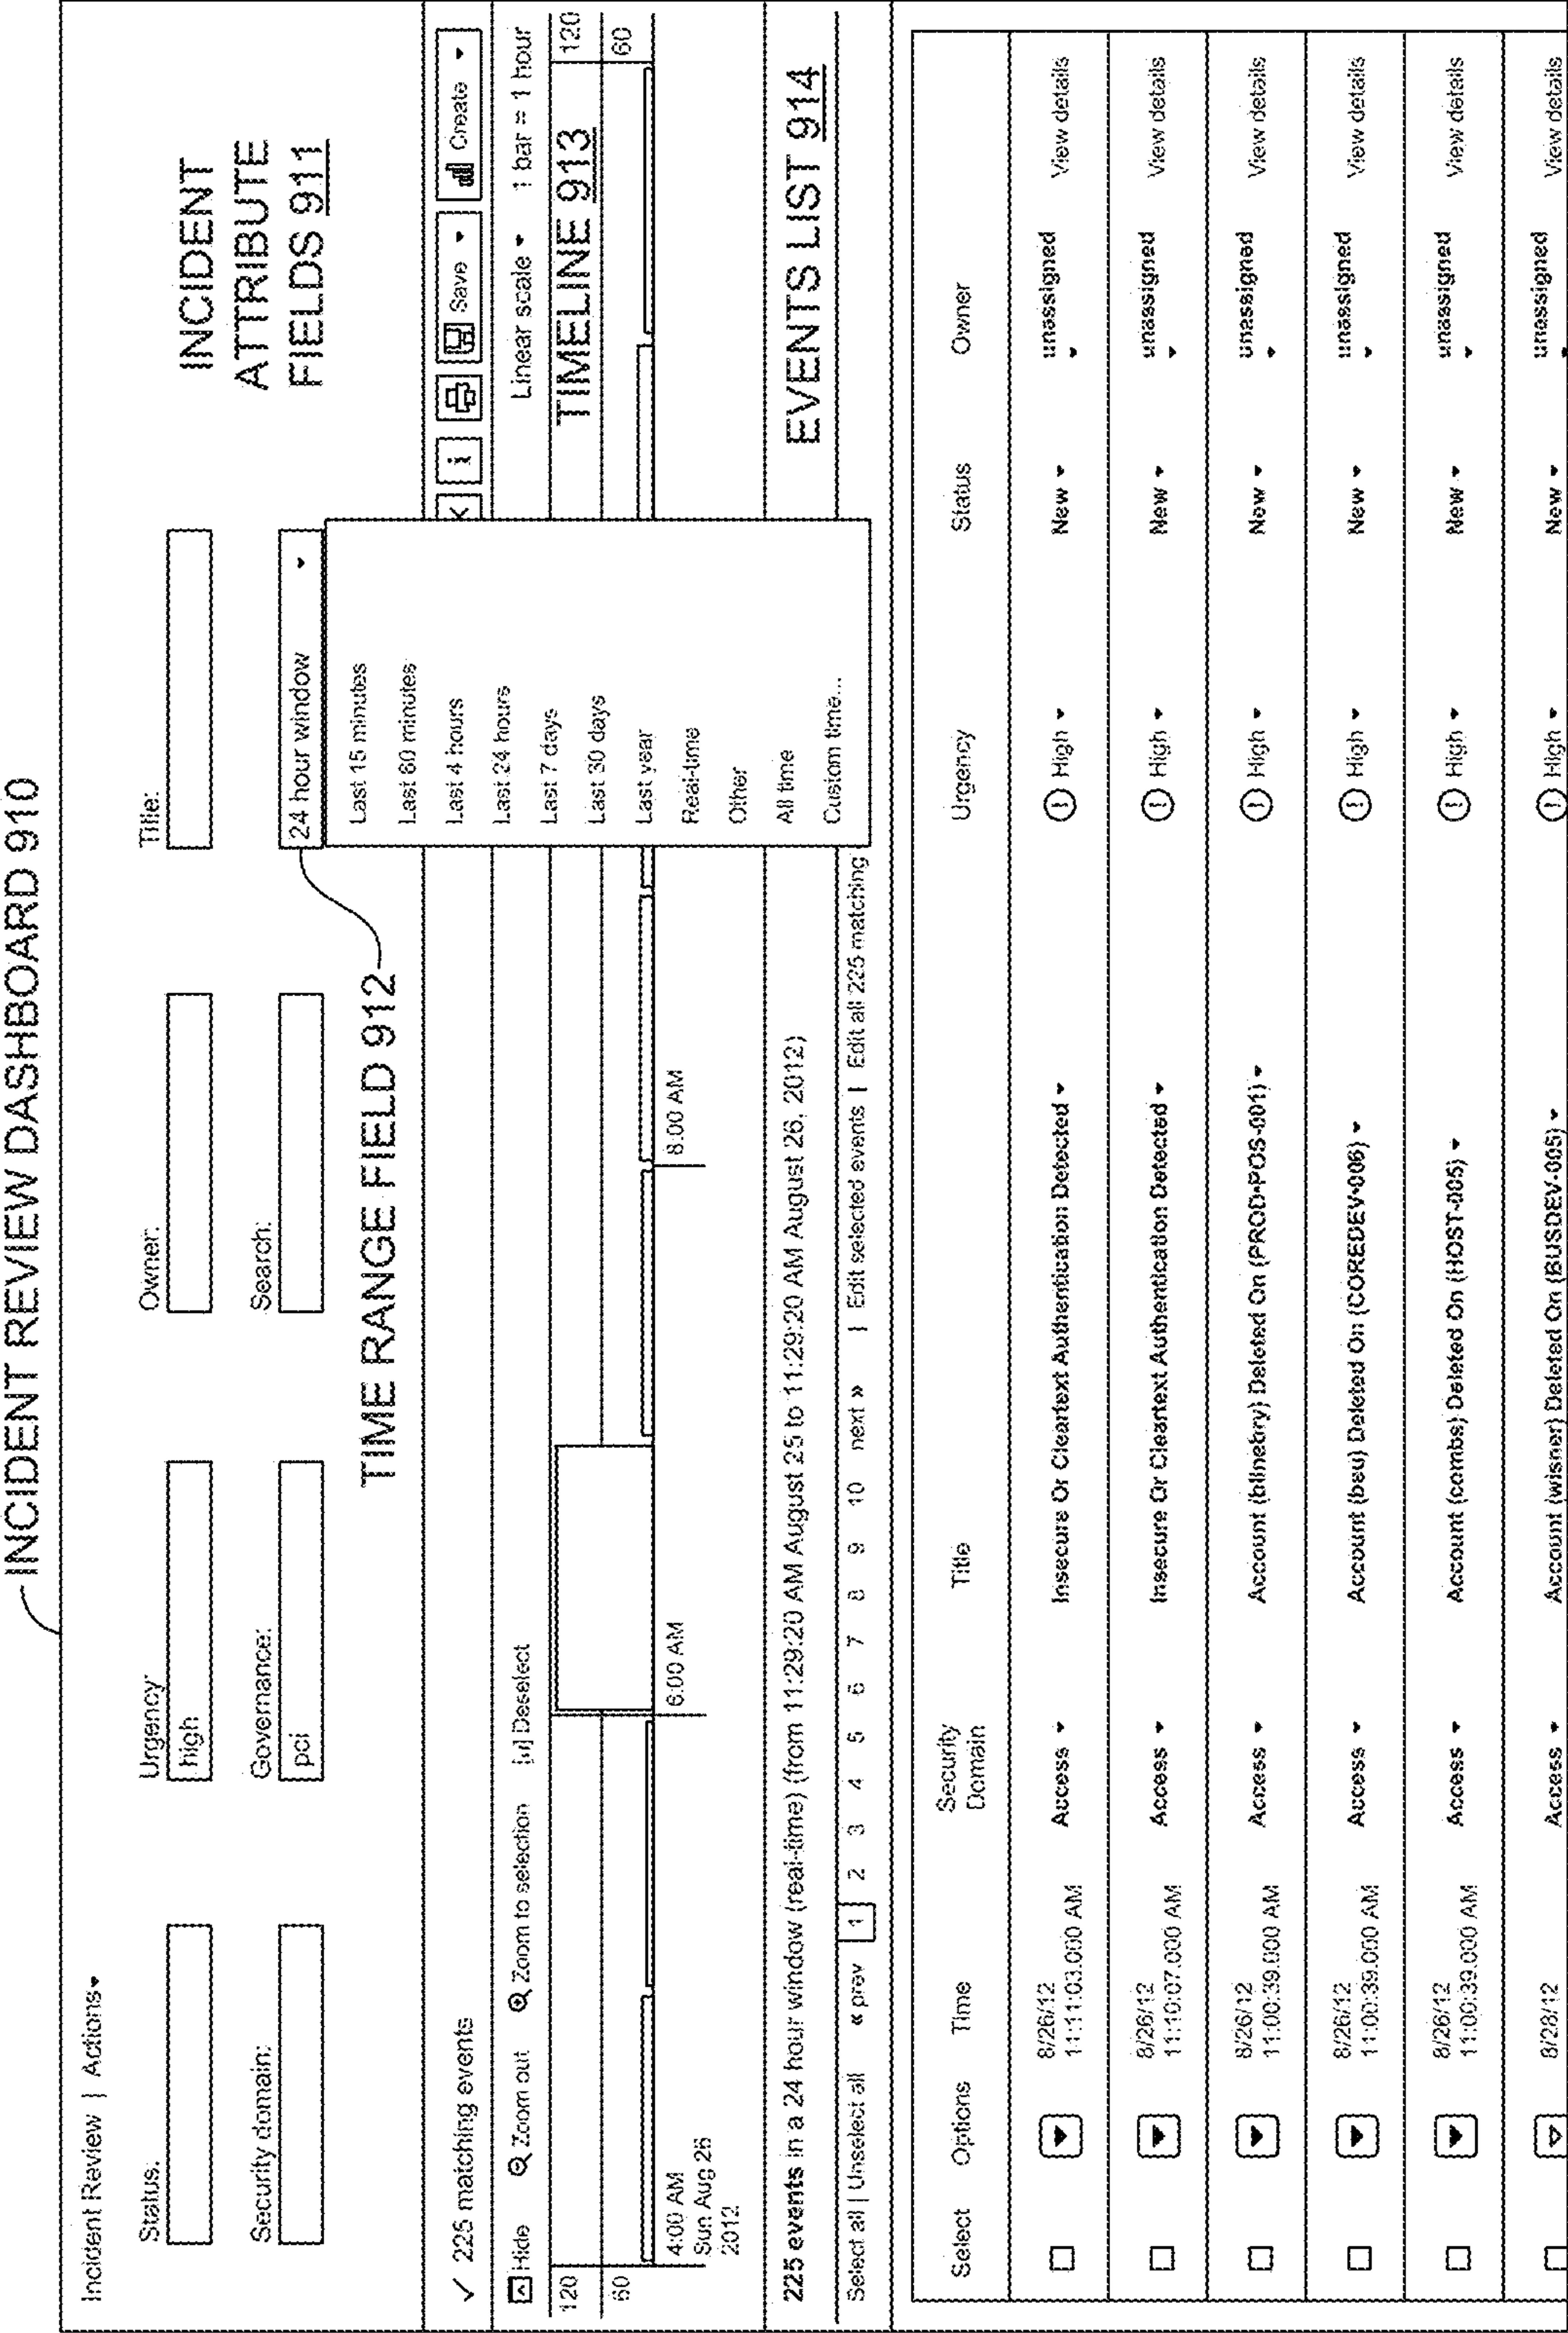 INCIDENT REVIEW DASHBOARD 910
Incident Review | Actions
Status:
Urgency:
high
Owner:
Title:
INCIDENT
ATTRIBUTE
FIELDS 911
Security domain:
Governance:
pci
Search:
24 hour window
TIME RANGE FIELD 912
Last 15 minutes
Last 60 minutes
Last 4 hours
Last 24 hours
Last 7 days
Last 30 days
Last year
Real-time
Other
All time
Custom time...
✓ 225 matching events
i
Save
Create
Hide
Zoom out
Zoom to selection
Deselect
Linear scale
1 bar = 1 hour
120
60
TIMELINE 913
120
60
4:00 AM
Sun Aug 26
2012
6:00 AM
8:00 AM
225 events in a 24 hour window (real-time) (from 11:29:20 AM August 25 to 11:29:20 AM August 26, 2012)
EVENTS LIST 914
Select all | Unselect all « prev 1 2 3 4 5 6 7 8 9 10 next » | Edit selected events | Edit all 225 matching
Select Options Time Security Domain Title Urgency Status Owner
8/26/12 11:11:03.000 AM Access Insecure Or Cleartext Authentication Detected High New unassigned View details
8/26/12 11:10:07.000 AM Access Insecure Or Cleartext Authentication Detected High New unassigned View details
8/26/12 11:00:39.000 AM Access Account (blinebry) Deleted On (PROD-POS-001) High New unassigned View details
8/26/12 11:00:39.000 AM Access Account (beu) Deleted On (COREDEV-006) High New unassigned View details
8/26/12 11:00:39.000 AM Access Account (combs) Deleted On (HOST-005) High New unassigned View details
8/28/12 Access Account (wisner) Deleted On (BUSDEV-005) High New unassigned View details